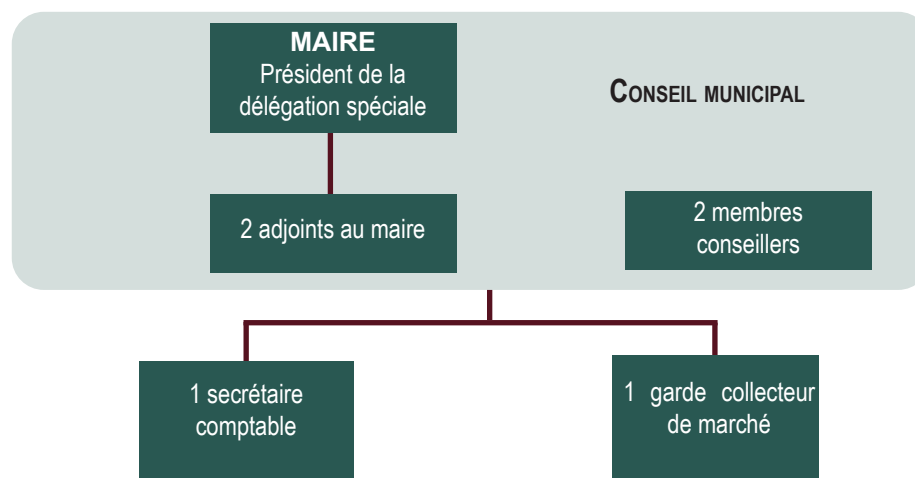 MAIRE
Président de la
délégation spéciale
CONSEIL MUNICIPAL
2 adjoints au maire
2 membres
conseillers
1 secrétaire
comptable
1 garde collecteur
de marché